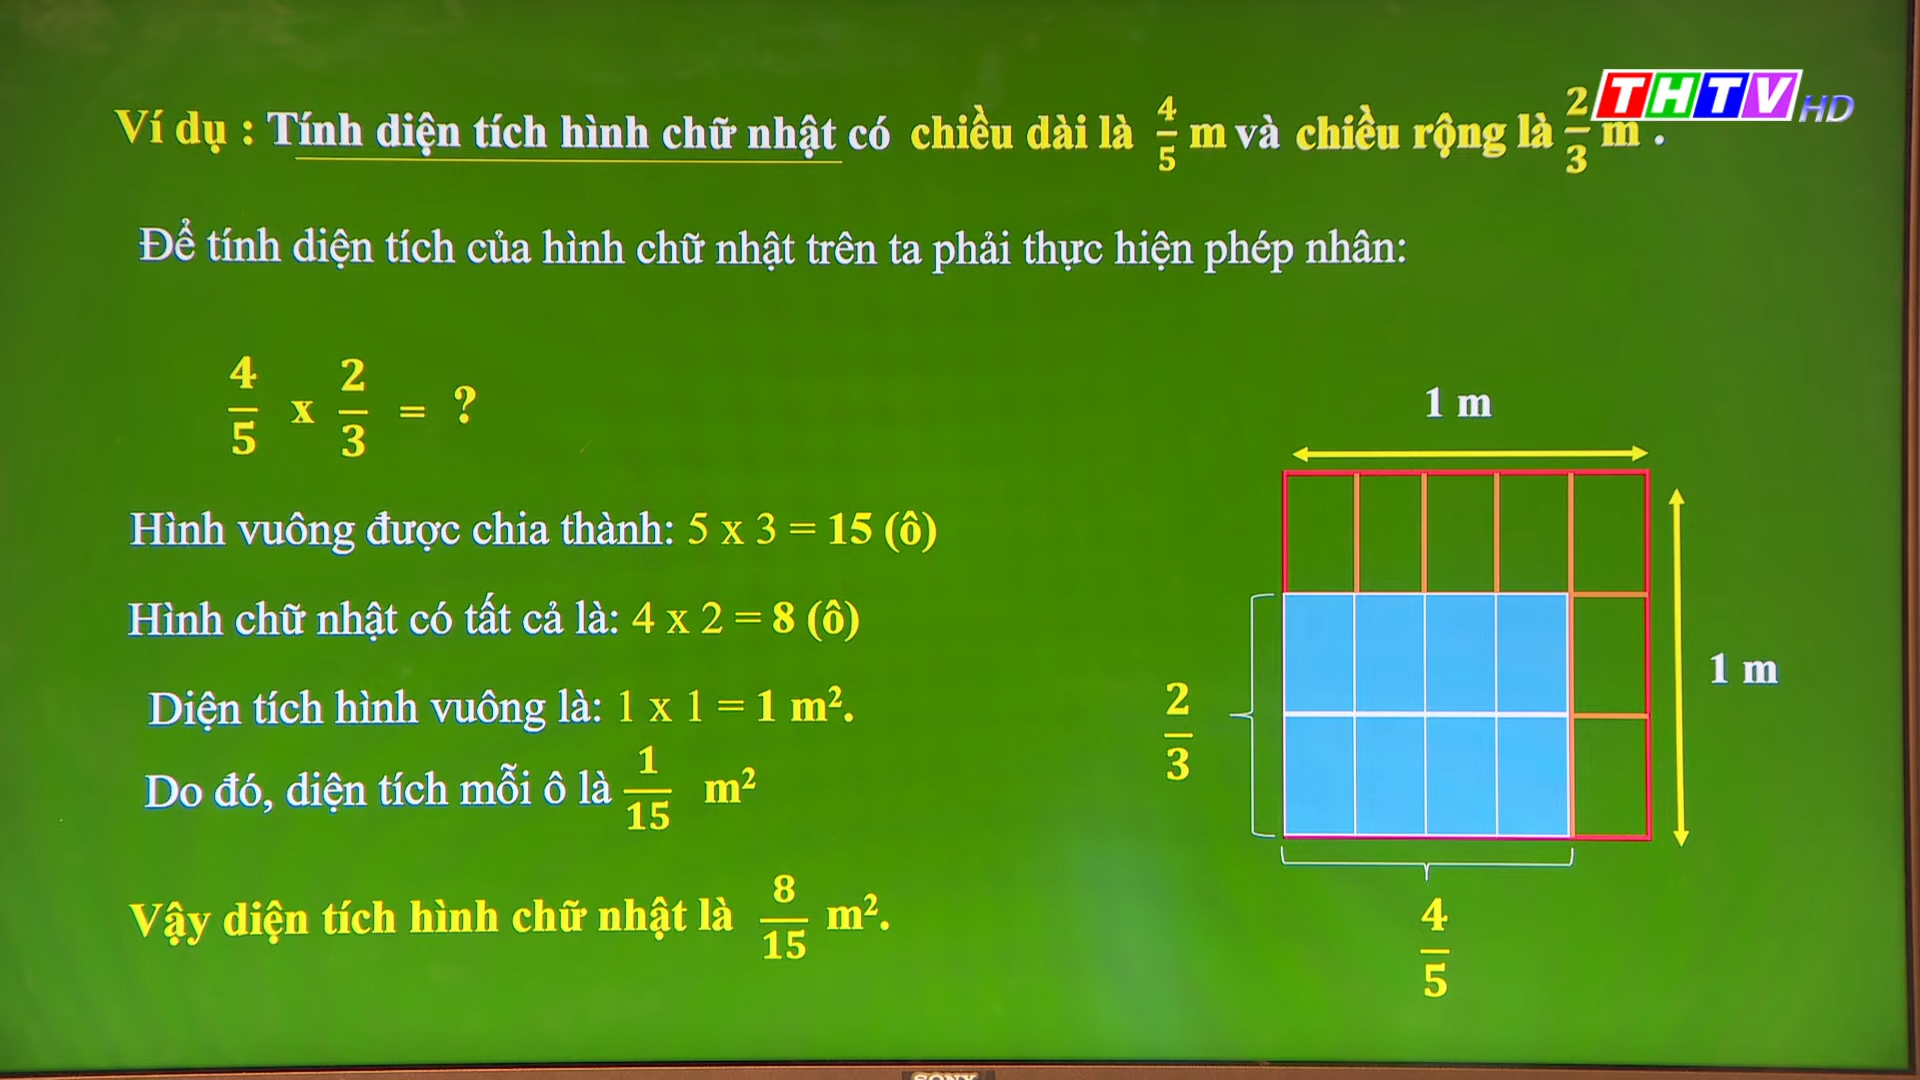 THTV HD
Ví dụ : Tính diện tích hình chữ nhật có chiều dài là 4/5 m và chiều rộng là 2/3 m .
Để tính diện tích của hình chữ nhật trên ta phải thực hiện phép nhân:
4/5 x 2/3 = ?
Hình vuông được chia thành: 5 x 3 = 15 (ô)
Hình chữ nhật có tất cả là: 4 x 2 = 8 (ô)
Diện tích hình vuông là: 1 x 1 = 1 m².
Do đó, diện tích mỗi ô là 1/15 m²
Vậy diện tích hình chữ nhật là 8/15 m².
1 m
1 m
2/3
4/5
SONY